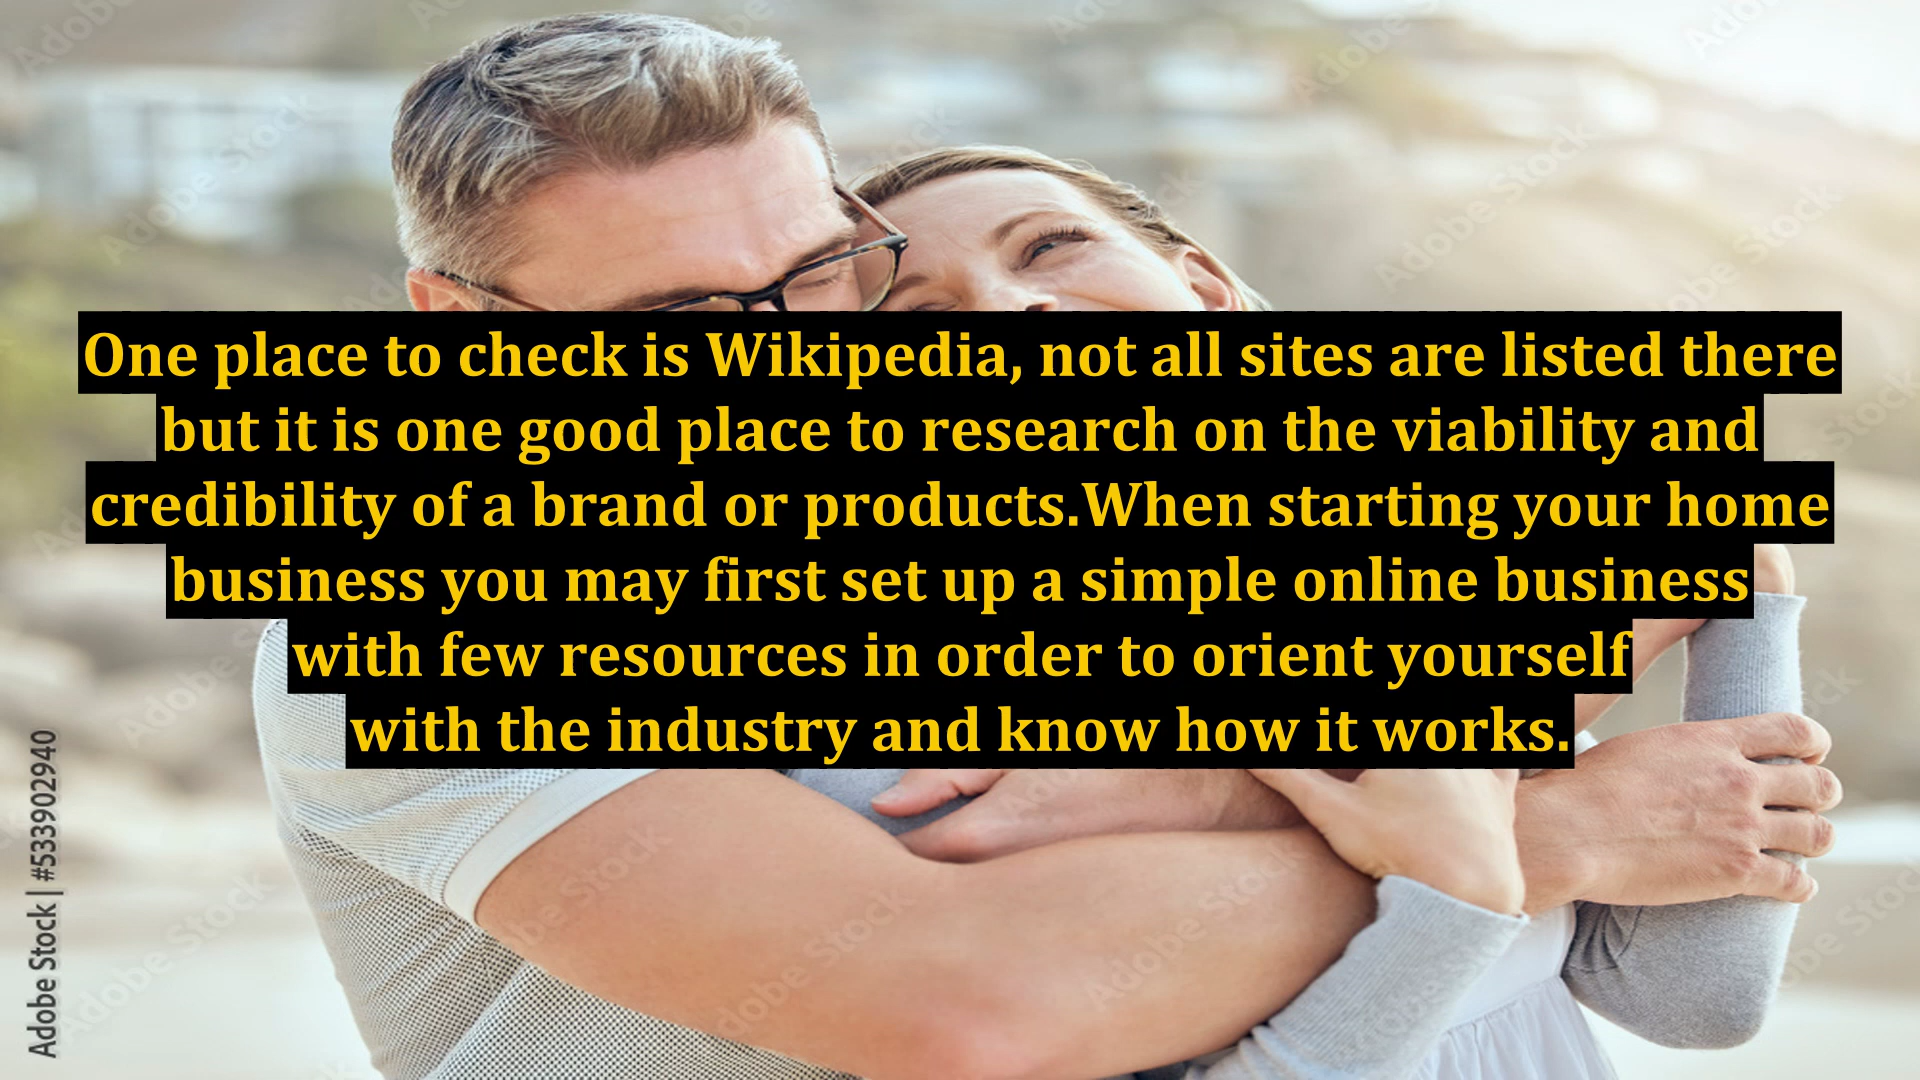 One place to check is Wikipedia, not all sites are listed there
but it is one good place to research on the viability and
credibility of a brand or products.When starting your home
business you may first set up a simple online business
with few resources in order to orient yourself
with the industry and know how it works.
Adobe Stock | #533902940